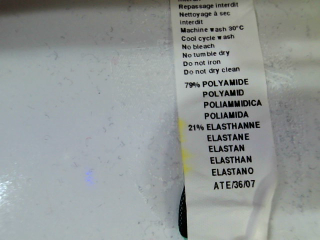 Repassage interdit
Nettoyage à sec
interdit
Machine wash 30°C
Cool cycle wash
No bleach
No tumble dry
Do not iron
Do not dry clean
79% POLYAMIDE
POLYAMID
POLIAMMIDICA
POLIAMIDA
21% ELASTHANNE
ELASTANE
ELASTAN
ELASTHAN
ELASTANO
ATE/36/07